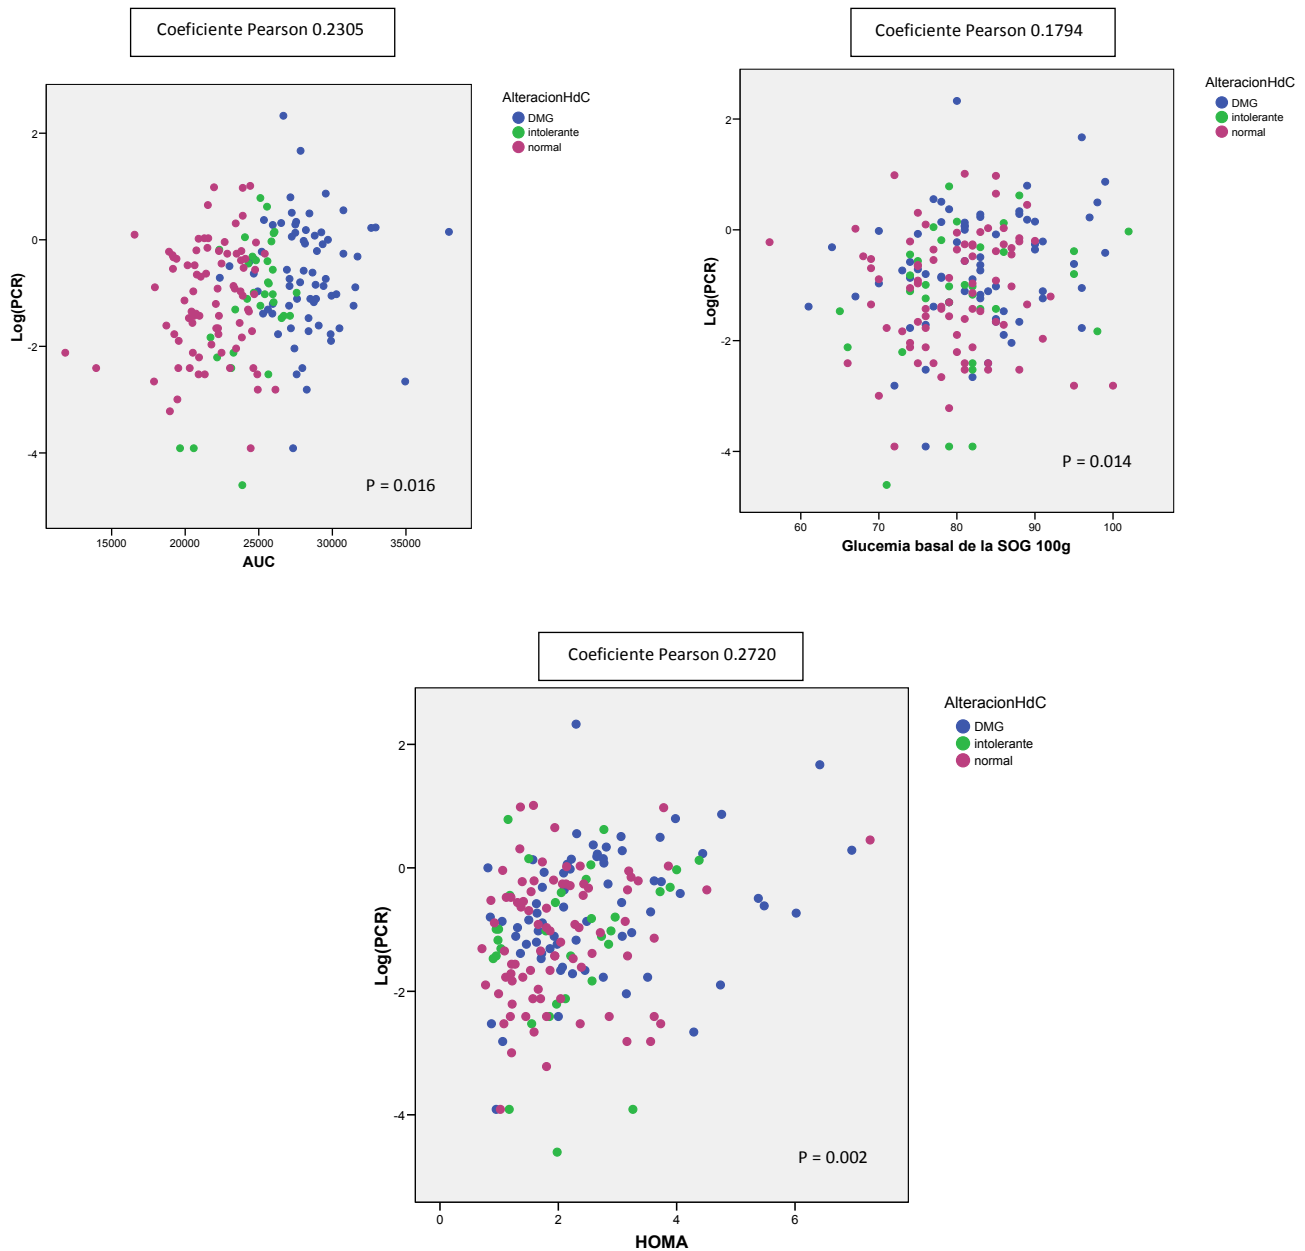 Coeficiente Pearson 0.2305
AlteracionHdC
DMG
intolerante
normal
2
0
-2
-4
Log(PCR)
P = 0.016
15000
20000
25000
30000
35000
AUC
Coeficiente Pearson 0.1794
AlteracionHdC
DMG
intolerante
normal
2
0
-2
-4
Log(PCR)
P = 0.014
60
70
80
90
100
Glucemia basal de la SOG 100g
Coeficiente Pearson 0.2720
AlteracionHdC
DMG
intolerante
normal
2
0
-2
-4
Log(PCR)
P = 0.002
0
2
4
6
HOMA